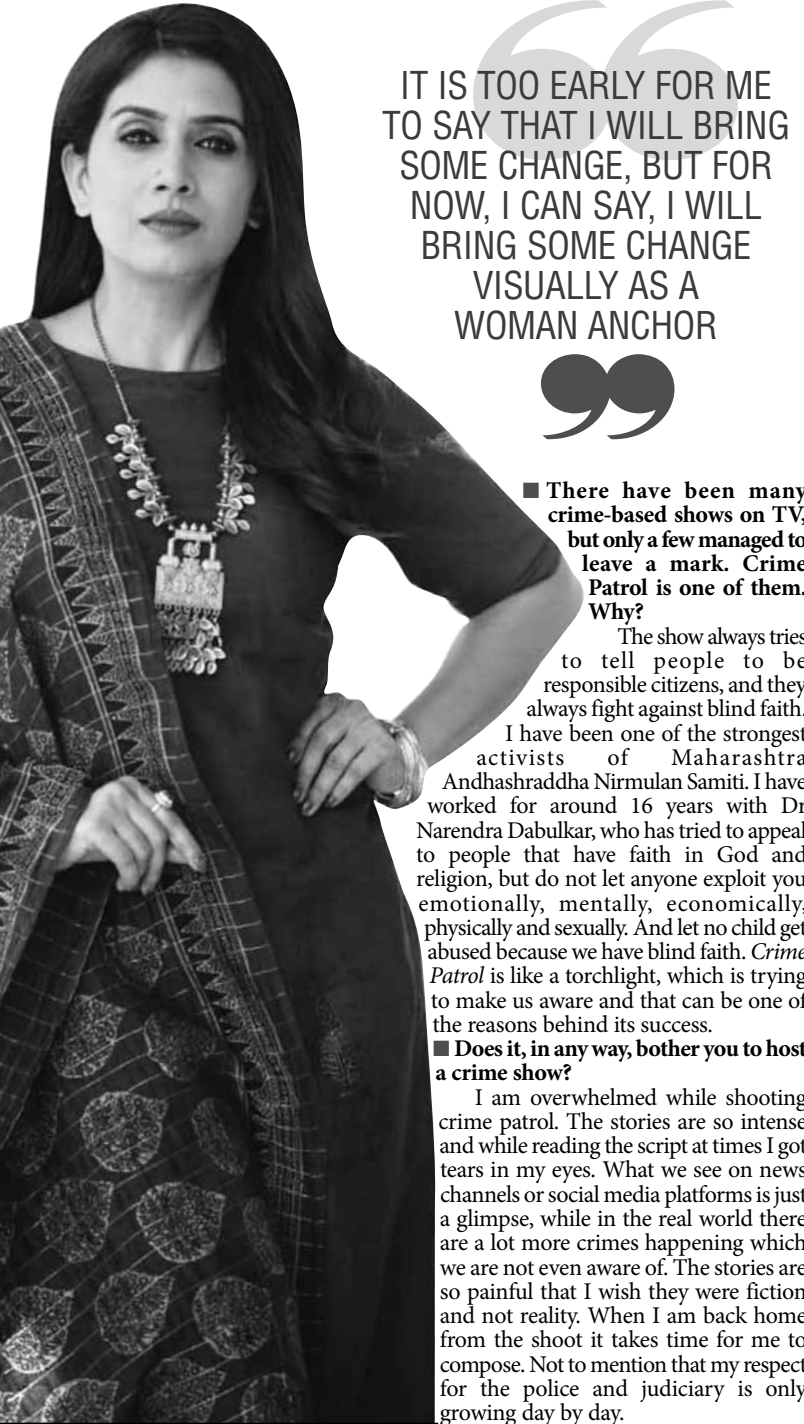 IT IS TOO EARLY FOR ME
TO SAY THAT I WILL BRING
SOME CHANGE, BUT FOR
NOW, I CAN SAY, I WILL
BRING SOME CHANGE
VISUALLY AS A
WOMAN ANCHOR
■ There have been many
crime-based shows on TV,
but only a few managed to
leave a mark. Crime
Patrol is one of them.
Why?
The show always tries
to tell people to be
responsible citizens, and they
always fight against blind faith.
I have been one of the strongest
activists of Maharashtra
Andhashraddha Nirmulan Samiti. I have
worked for around 16 years with Dr
Narendra Dabulkar, who has tried to appeal
to people that have faith in God and
religion, but do not let anyone exploit you
emotionally, mentally, economically,
physically and sexually. And let no child get
abused because we have blind faith. Crime
Patrol is like a torchlight, which is trying
to make us aware and that can be one of
the reasons behind its success.
■ Does it, in any way, bother you to host
a crime show?
I am overwhelmed while shooting
crime patrol. The stories are so intense
and while reading the script at times I got
tears in my eyes. What we see on news
channels or social media platforms is just
a glimpse, while in the real world there
are a lot more crimes happening which
we are not even aware of. The stories are
so painful that I wish they were fiction
and not reality. When I am back home
from the shoot it takes time for me to
compose. Not to mention that my respect
for the police and judiciary is only
growing day by day.